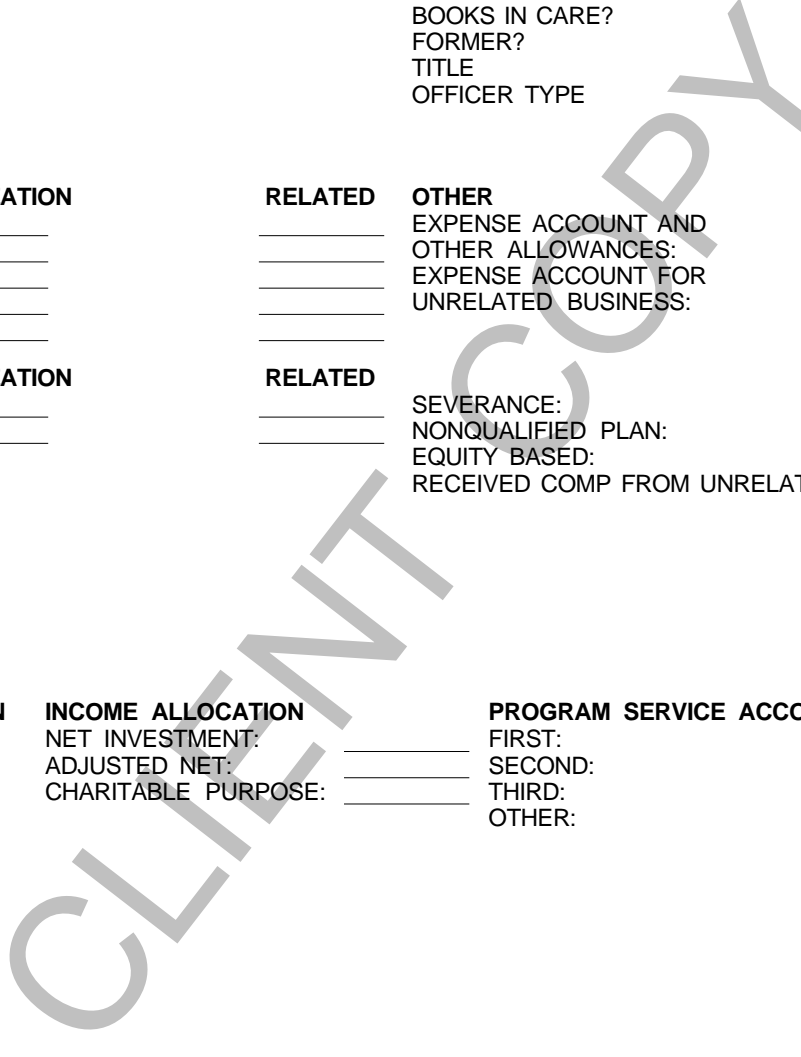 BOOKS IN CARE?
FORMER?
TITLE
OFFICER TYPE
ATION RELATED OTHER
EXPENSE ACCOUNT AND
OTHER ALLOWANCES:
EXPENSE ACCOUNT FOR
UNRELATED BUSINESS:
ATION RELATED
SEVERANCE:
NONQUALIFIED PLAN:
EQUITY BASED:
RECEIVED COMP FROM UNRELAT
N INCOME ALLOCATION PROGRAM SERVICE ACCO
NET INVESTMENT: FIRST:
ADJUSTED NET: SECOND:
CHARITABLE PURPOSE: THIRD:
OTHER:
CLIENT COPY